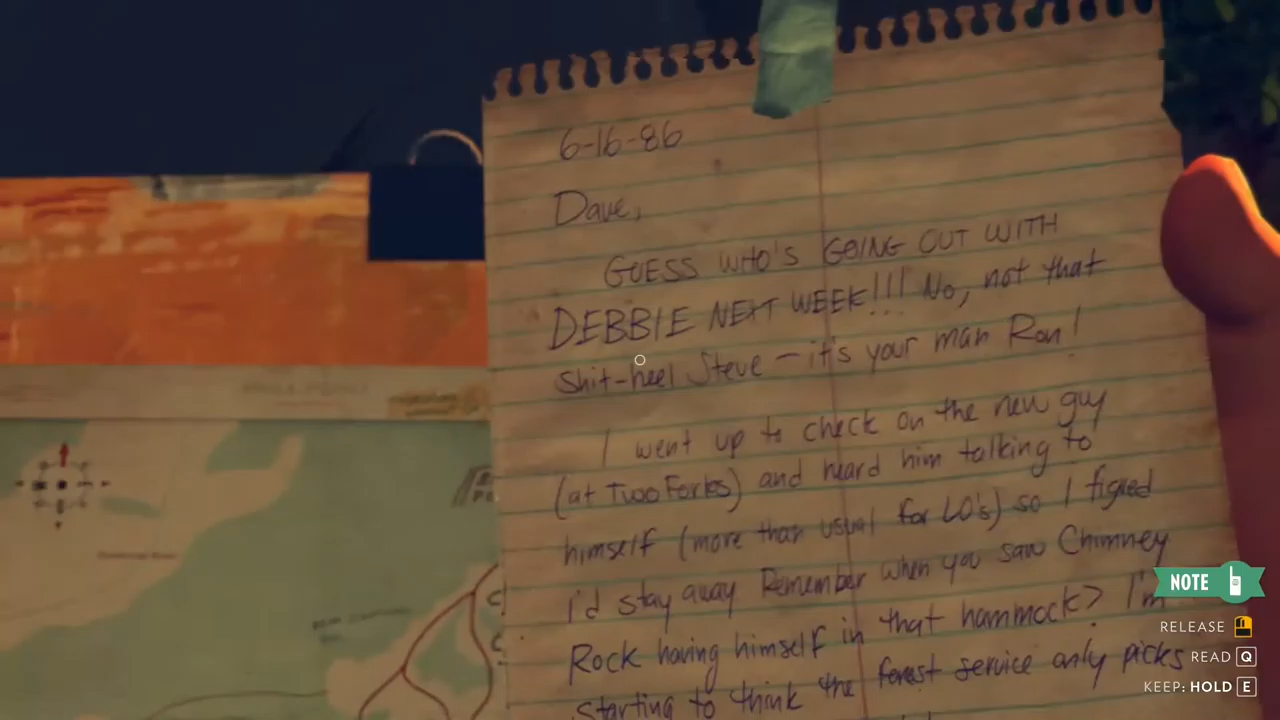 6-16-86
Dave,
GUESS WHO'S GOING OUT WITH
DEBBIE NEXT WEEK!!! No, not that
shit-heel Steve - it's your man Ron!
I went up to check on the new guy
(at Two Forks) and heard him talking to
himself (more than usual for LO's) so I figred
i'd stay away Remember when you saw Chimney
Rock having himself in that hammock? I'm
starting to think the forest service only picks
NOTE
RELEASE
READ Q
KEEP: HOLD E